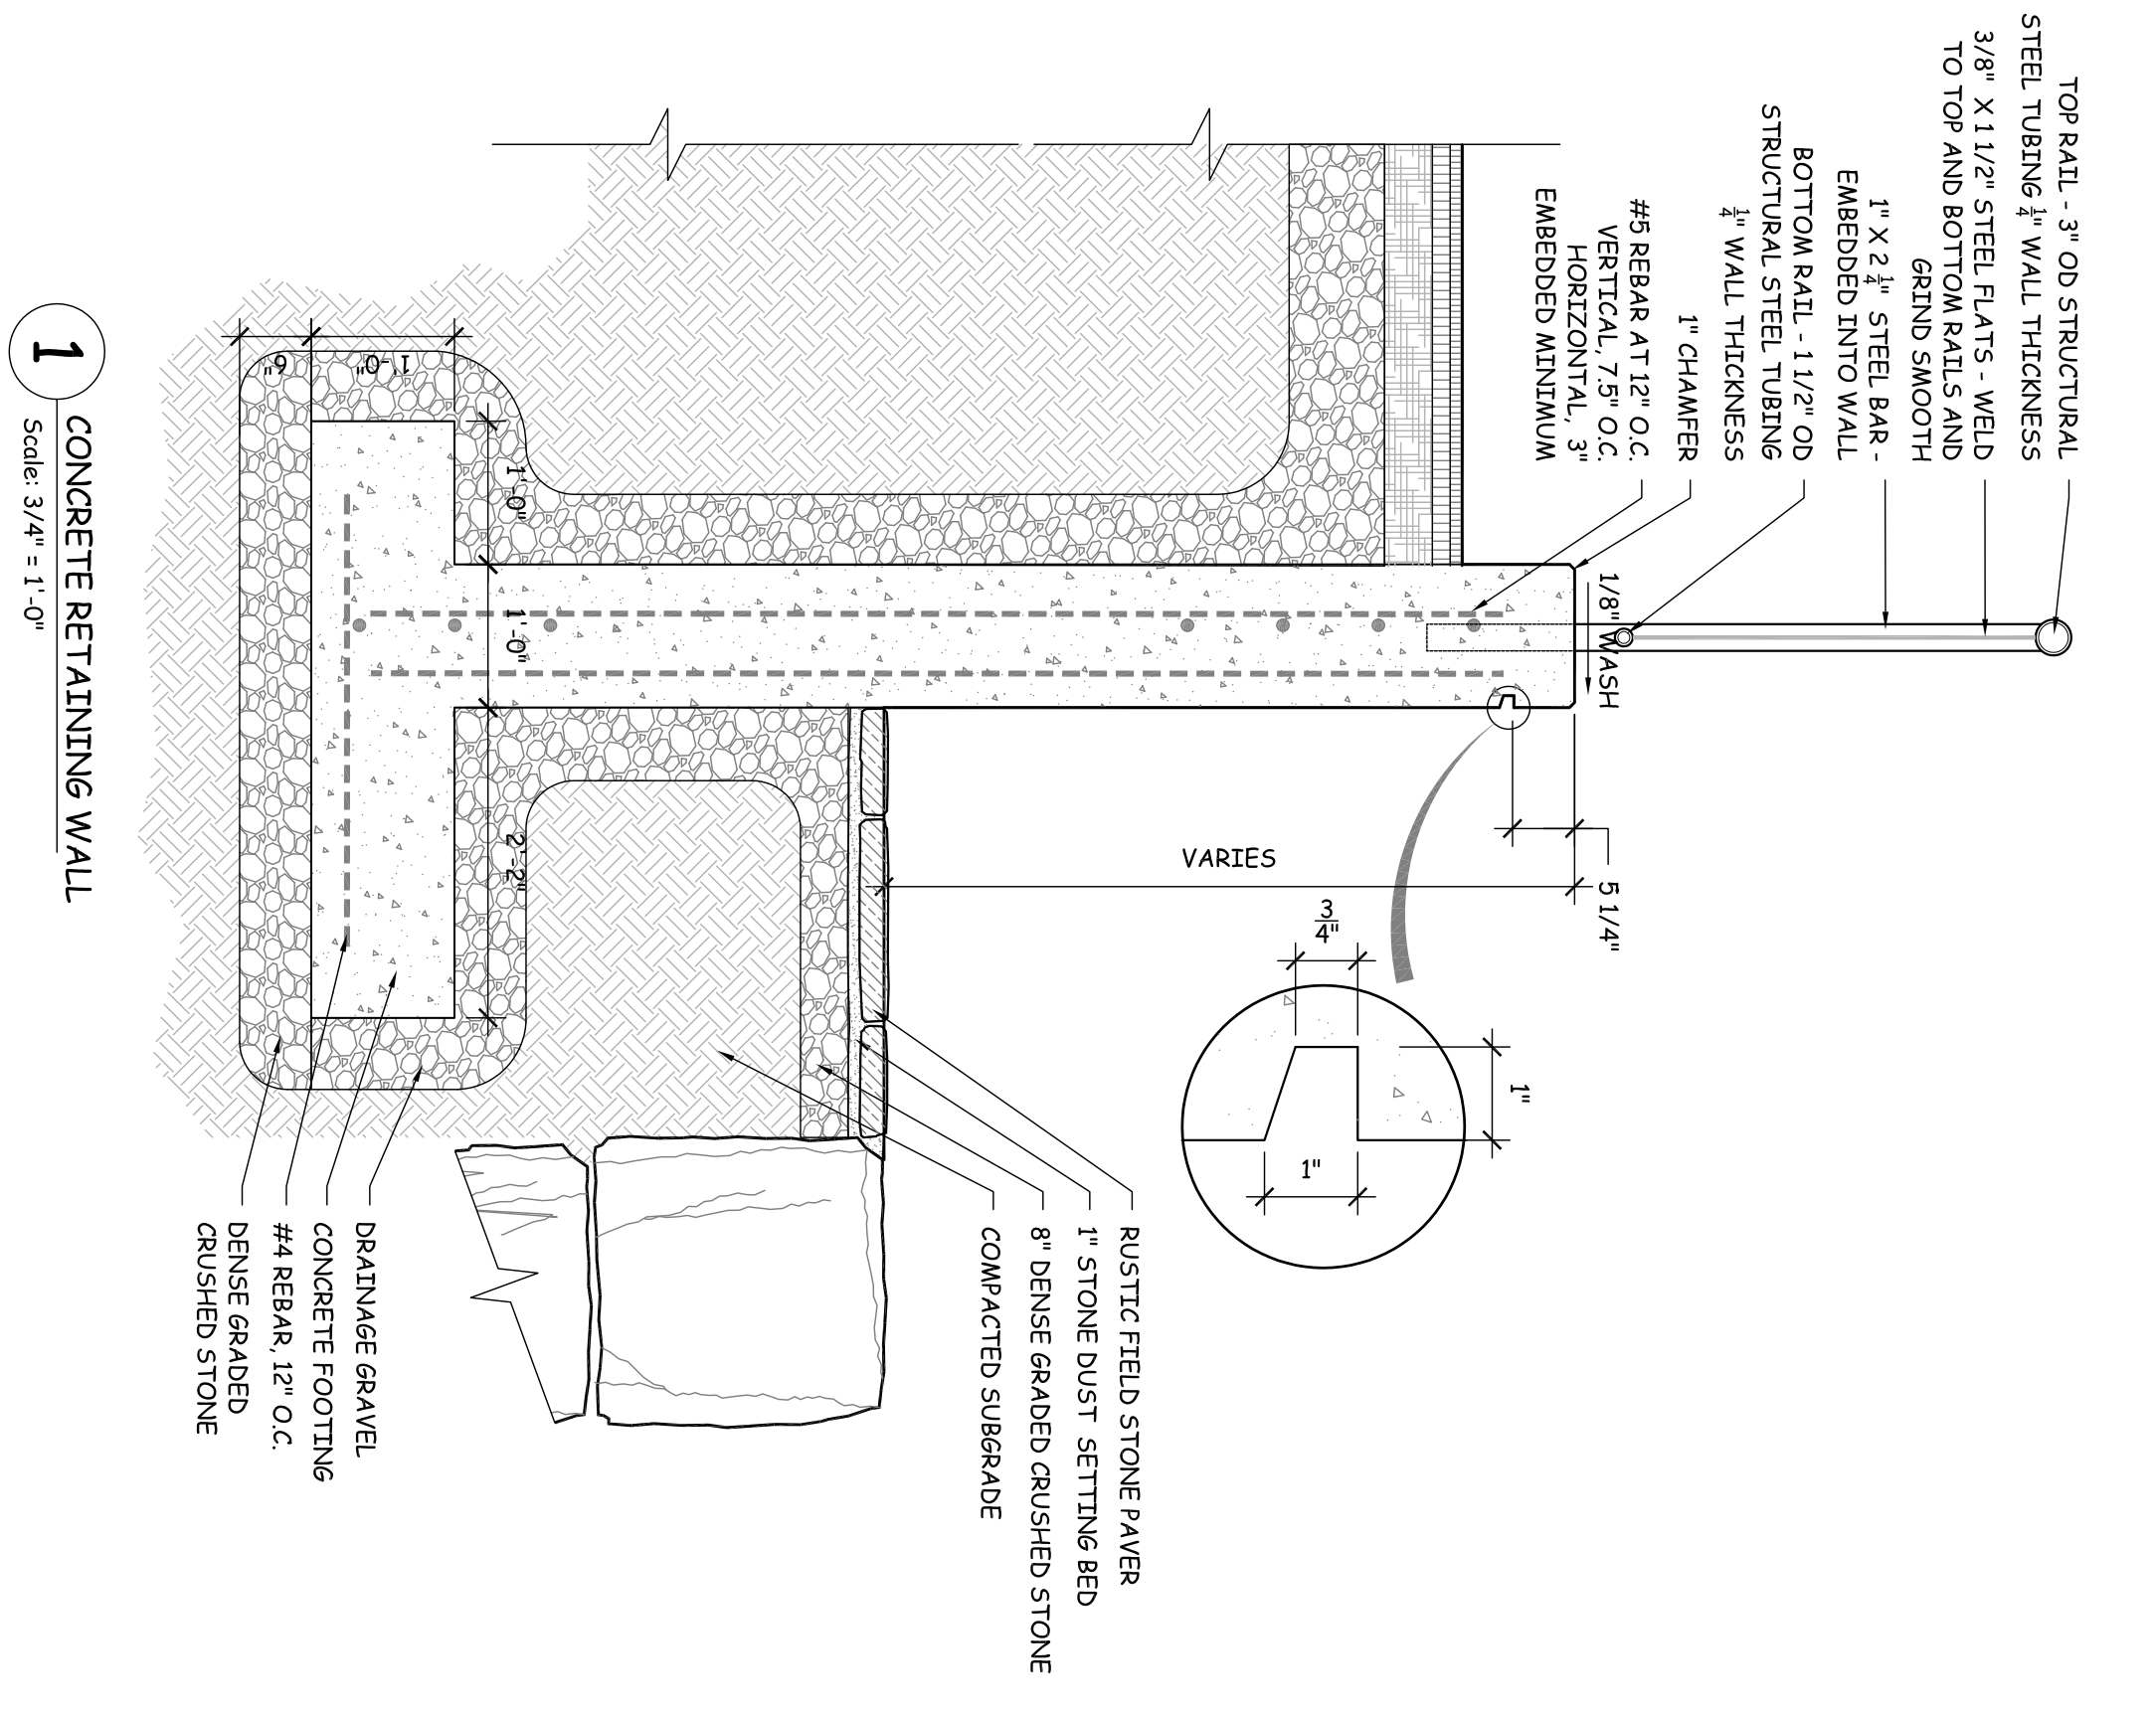 TOP RAIL - 3" OD STRUCTURAL
STEEL TUBING 1/4" WALL THICKNESS
3/8" X 1 1/2" STEEL FLATS - WELD
TO TOP AND BOTTOM RAILS AND
GRIND SMOOTH
1" X 2 1/4" STEEL BAR -
EMBEDDED INTO WALL
BOTTOM RAIL - 1 1/2" OD
STRUCTURAL STEEL TUBING
1/4" WALL THICKNESS
1" CHAMFER
#5 REBAR AT 12" O.C.
VERTICAL, 7.5" O.C.
HORIZONTAL, 3"
EMBEDDED MINIMUM
1/8" WASH
5 1/4"
VARIES
3/4"
1"
1"
RUSTIC FIELD STONE PAVER
1" STONE DUST SETTING BED
8" DENSE GRADED CRUSHED STONE
COMPACTED SUBGRADE
1'-0"
1'-0"
2'-2"
1'-0"
6"
DRAINAGE GRAVEL
CONCRETE FOOTING
#4 REBAR, 12" O.C.
DENSE GRADED
CRUSHED STONE
1
CONCRETE RETAINING WALL
Scale: 3/4" = 1'-0"